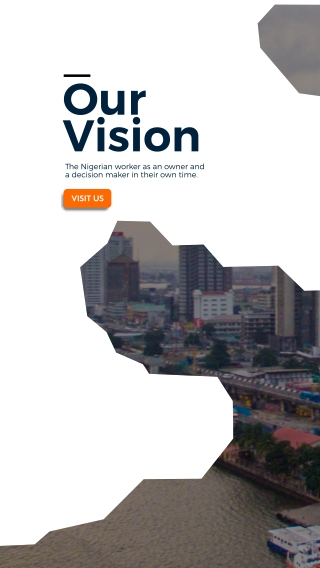 Our
Vision
The Nigerian worker as an owner and
a decision maker in their own time.
VISIT US